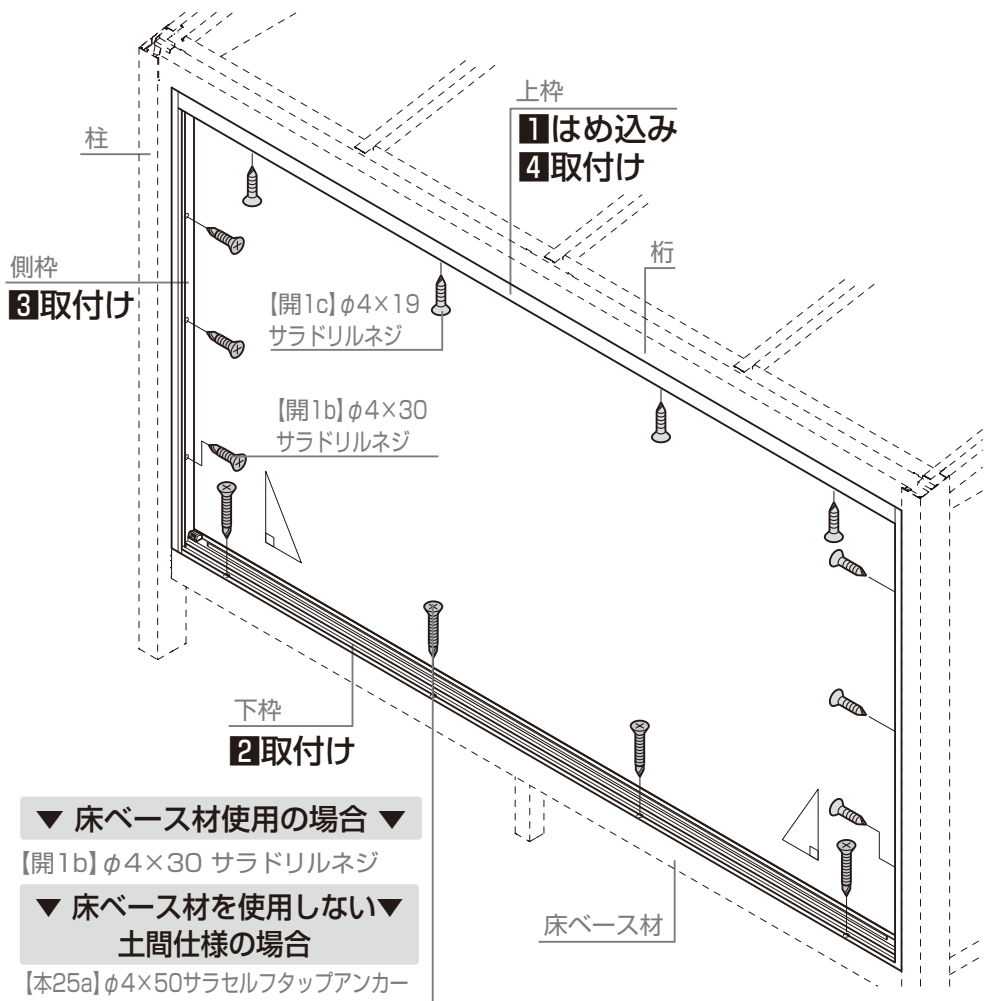 上枠
1はめ込み
4取付け
柱
側枠
3取付け
桁
【開1c】φ4×19
サラドリルネジ
【開1b】φ4×30
サラドリルネジ
下枠
2取付け
▼ 床ベース材使用の場合 ▼
【開1b】φ4×30 サラドリルネジ
▼ 床ベース材を使用しない▼
土間仕様の場合
【本25a】φ4×50サラセルフタップアンカー
床ベース材